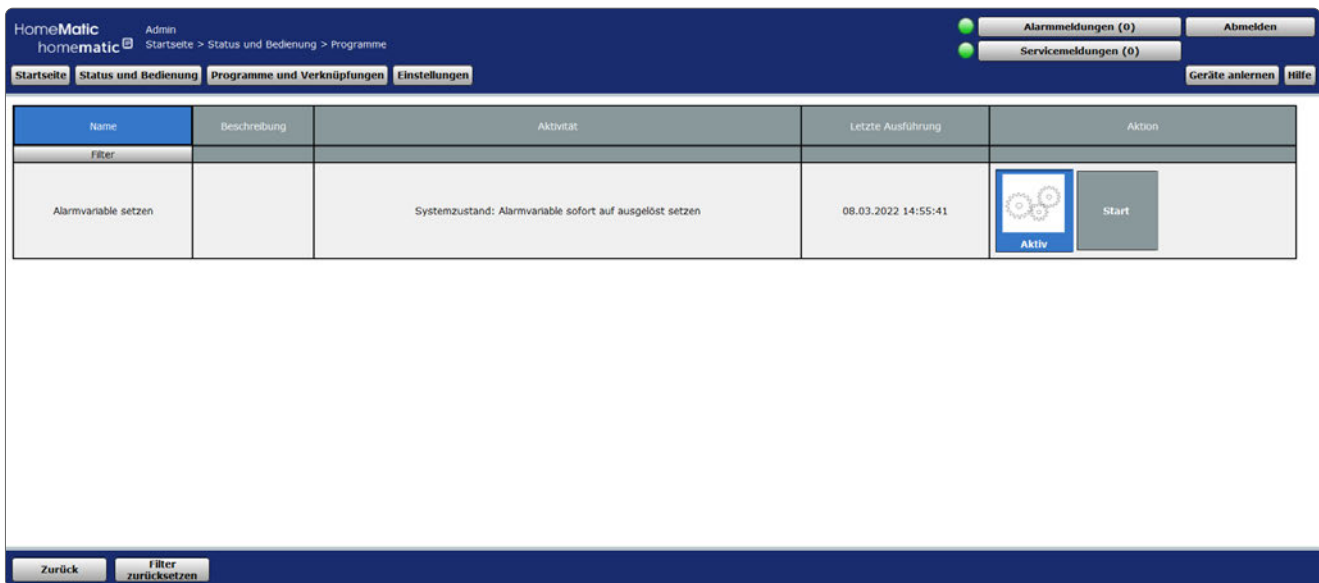 HomeMatic
homematic IP
Admin
Startseite > Status und Bedienung > Programme
Alarmmeldungen (0)
Abmelden
Servicemeldungen (0)
Startseite
Status und Bedienung
Programme und Verknüpfungen
Einstellungen
Geräte anlernen
Hilfe
Name
Beschreibung
Aktivität
Letzte Ausführung
Aktion
Filter
Alarmvariable setzen
Systemzustand: Alarmvariable sofort auf ausgelöst setzen
08.03.2022 14:55:41
Aktiv
Start
Zurück
Filter
zurücksetzen